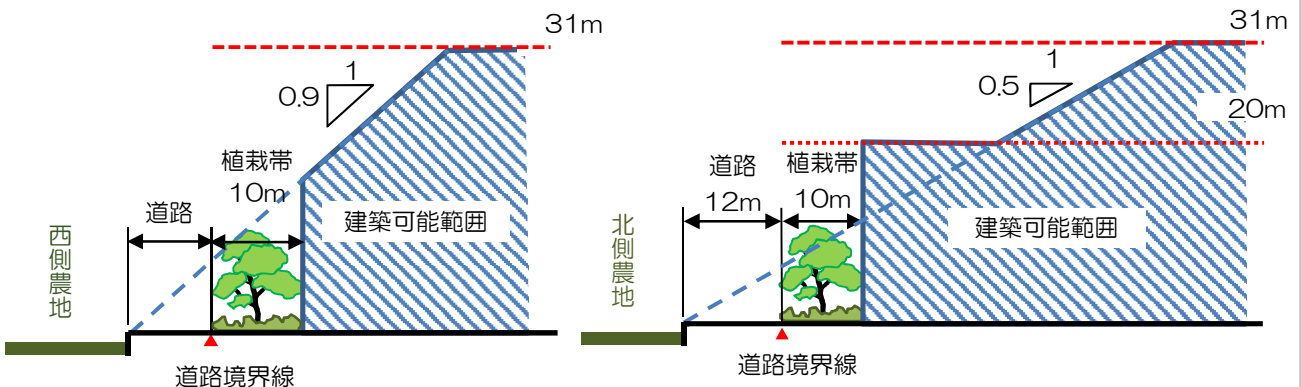 31m
1
0.9
植栽帯
10m
道路
建築可能範囲
西側農地
道路境界線
31m
1
0.5
20m
道路
植栽帯
12m
10m
建築可能範囲
北側農地
道路境界線